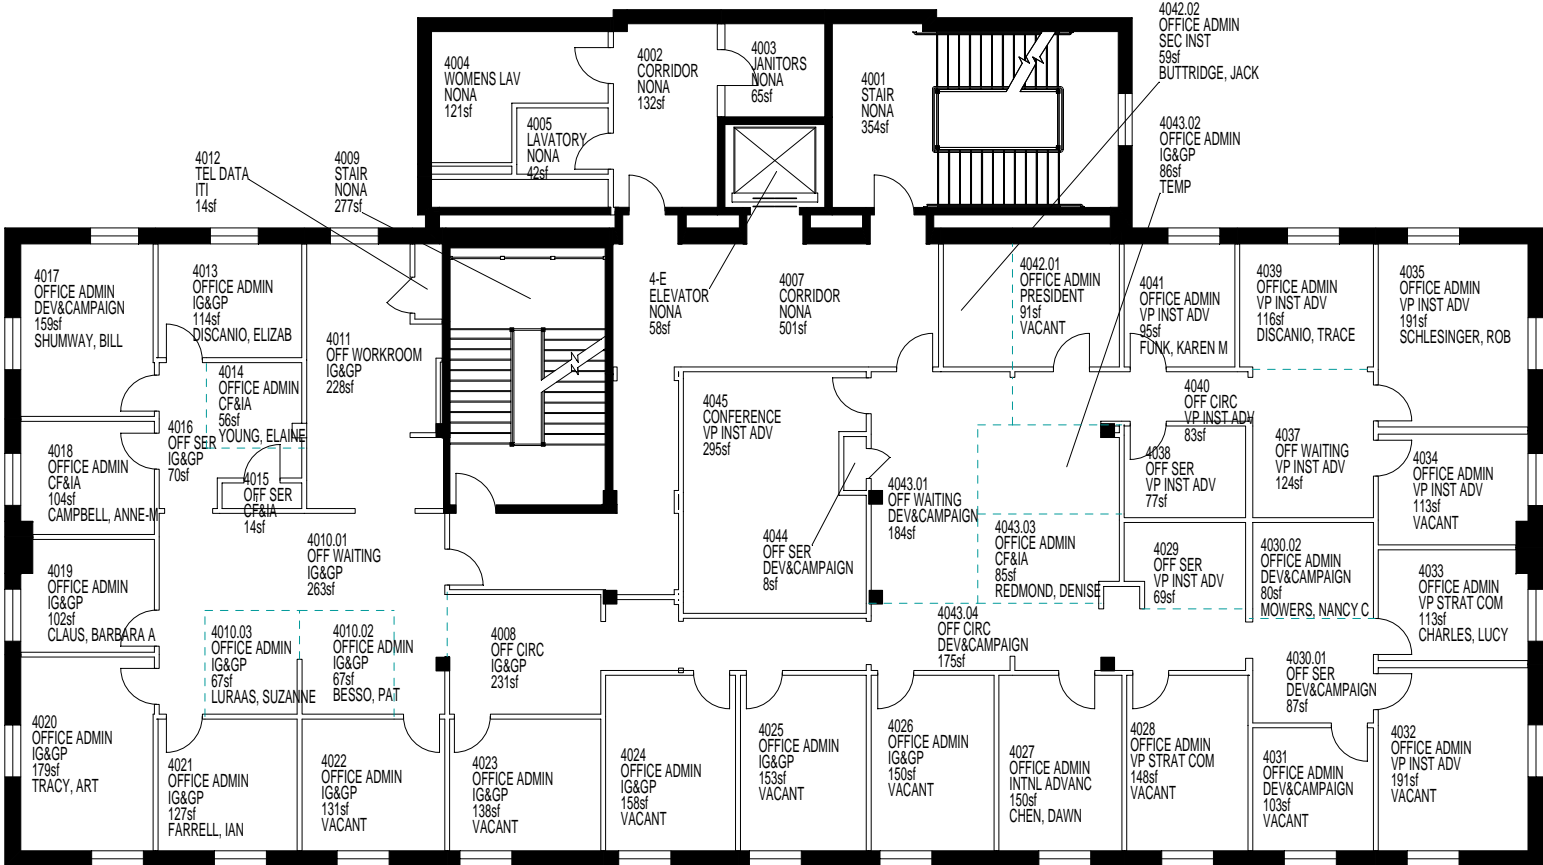 4042.02
OFFICE ADMIN
SEC INST
59sf
BUTTRIDGE, JACK
4004
WOMENS LAV
NONA
121sf
4002
CORRIDOR
NONA
132sf
4003
JANITORS
NONA
65sf
4001
STAIR
NONA
354sf
4005
LAVATORY
NONA
42sf
4043.02
OFFICE ADMIN
IG&GP
86sf
TEMP
4012
TEL DATA
ITI
14sf
4009
STAIR
NONA
277sf
4017
OFFICE ADMIN
DEV&CAMPAIGN
159sf
SHUMWAY, BILL
4013
OFFICE ADMIN
IG&GP
114sf
DISCANIO, ELIZAB
4011
OFF WORKROOM
IG&GP
228sf
4-E
ELEVATOR
NONA
58sf
4007
CORRIDOR
NONA
501sf
4042.01
OFFICE ADMIN
PRESIDENT
91sf
VACANT
4041
OFFICE ADMIN
VP INST ADV
95sf
FUNK, KAREN M
4039
OFFICE ADMIN
VP INST ADV
116sf
DISCANIO, TRACE
4035
OFFICE ADMIN
VP INST ADV
191sf
SCHLESINGER, ROB
4014
OFFICE ADMIN
CF&IA
56sf
YOUNG, ELAINE
4016
OFF SER
IG&GP
70sf
4018
OFFICE ADMIN
CF&IA
104sf
CAMPBELL, ANNE-M
4015
OFF SER
CF&IA
14sf
4045
CONFERENCE
VP INST ADV
295sf
4040
OFF CIRC
VP INST ADV
83sf
4037
OFF WAITING
VP INST ADV
124sf
4038
OFF SER
VP INST ADV
77sf
4034
OFFICE ADMIN
VP INST ADV
113sf
VACANT
4043.01
OFF WAITING
DEV&CAMPAIGN
184sf
4044
OFF SER
DEV&CAMPAIGN
8sf
4043.03
OFFICE ADMIN
CF&IA
85sf
REDMOND, DENISE
4029
OFF SER
VP INST ADV
69sf
4030.02
OFFICE ADMIN
DEV&CAMPAIGN
80sf
MOWERS, NANCY C
4033
OFFICE ADMIN
VP STRAT COM
113sf
CHARLES, LUCY
4010.01
OFF WAITING
IG&GP
263sf
4019
OFFICE ADMIN
IG&GP
102sf
CLAUS, BARBARA A
4010.03
OFFICE ADMIN
IG&GP
67sf
LURAAS, SUZANNE
4010.02
OFFICE ADMIN
IG&GP
67sf
BESSO, PAT
4008
OFF CIRC
IG&GP
231sf
4043.04
OFF CIRC
DEV&CAMPAIGN
175sf
4030.01
OFF SER
DEV&CAMPAIGN
87sf
4020
OFFICE ADMIN
IG&GP
179sf
TRACY, ART
4021
OFFICE ADMIN
IG&GP
127sf
FARRELL, IAN
4022
OFFICE ADMIN
IG&GP
131sf
VACANT
4023
OFFICE ADMIN
IG&GP
138sf
VACANT
4024
OFFICE ADMIN
IG&GP
158sf
VACANT
4025
OFFICE ADMIN
IG&GP
153sf
VACANT
4026
OFFICE ADMIN
IG&GP
150sf
VACANT
4027
OFFICE ADMIN
INTNL ADVANC
150sf
CHEN, DAWN
4028
OFFICE ADMIN
VP STRAT COM
148sf
VACANT
4031
OFFICE ADMIN
DEV&CAMPAIGN
103sf
VACANT
4032
OFFICE ADMIN
VP INST ADV
191sf
VACANT